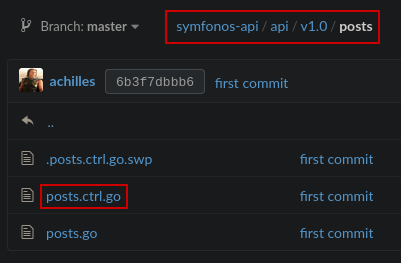 Branch: master symfonos-api / api / v1.0 / posts
achilles 6b3f7dbbb6 first commit
..
.posts.ctrl.go.swp first commit
posts.ctrl.go first commit
posts.go first commit